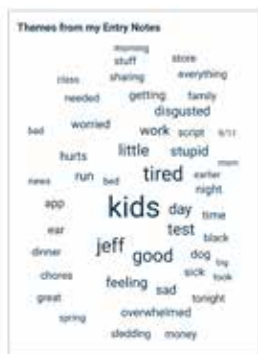 Themes from my Entry Notes
morning
stuff store
class sharing everything
needed getting family
disgusted
bad worried work script 9/11
hurts little stupid
mom
news run bed tired earlier
night
app kids day time
ear test black
jeff good dog big
dinner
chores feeling sick took
great sad tonight
spring overwhelmed
sledding money